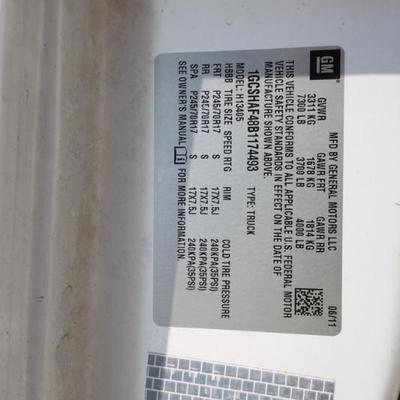 GM
MFD BY GENERAL MOTORS LLC 06/11
GVWR GAWR FRT GAWR RR
3311 KG 1678 KG 1814 KG
7300 LB 3700 LB 4000 LB
THIS VEHICLE CONFORMS TO ALL APPLICABLE U.S. FEDERAL MOTOR
VEHICLE SAFETY STANDARDS IN EFFECT ON THE DATE OF
MANUFACTURE SHOWN ABOVE.
TYPE: TRUCK
MODEL: H13405
TIRE SIZE SPEED RTG RIM COLD TIRE PRESSURE
FRT P245/70R17 S 17X7.5J 240KPA(35PSI)
RR P245/70R17 S 17X7.5J 240KPA(35PSI)
SPA P245/70R17 S 17X7.5J 240KPA(35PSI)
SEE OWNER'S MANUAL FOR MORE INFORMATION.